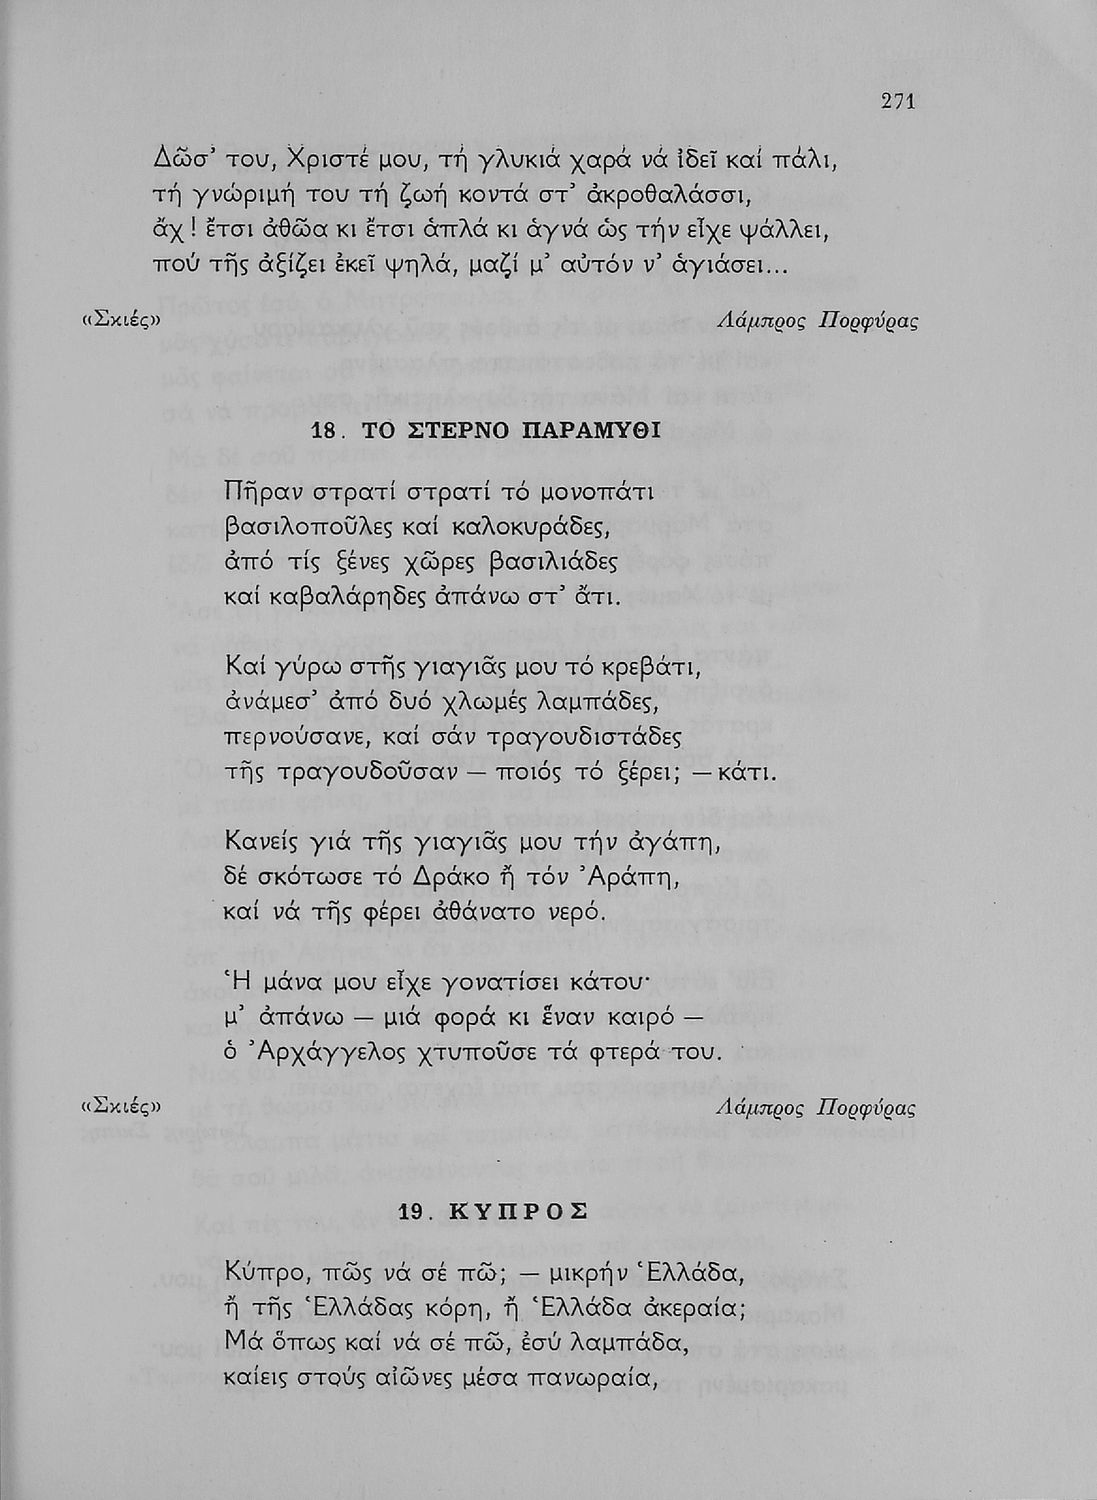 271
Δῶσ᾽ του, Χριστέ μου, τή γλυκιά χαρά νά ἰδεῖ καί πάλι,
τή γνώριμή του τή ζωή κοντά στ᾽ ἀκροθαλάσσι,
ἄχ! ἔτσι ἀθῶα κι ἔτσι ἁπλά κι ἁγνά ὡς τήν εἶχε ψάλλει,
πού τῆς ἀξίζει ἐκεῖ ψηλά, μαζί μ᾽ αὐτόν ν᾽ ἁγιάσει...
«Σκιές» Λάμπρος Πορφύρας
18. ΤΟ ΣΤΕΡΝΟ ΠΑΡΑΜΥΘΙ
Πῆραν στρατί στρατί τό μονοπάτι
βασιλοποῦλες καί καλοκυράδες,
ἀπό τίς ξένες χῶρες βασιλιάδες
καί καβαλάρηδες ἀπάνω στ᾽ ἄτι.
Καί γύρω στῆς γιαγιᾶς μου τό κρεβάτι,
ἀνάμεσ᾽ ἀπό δυό χλωμές λαμπάδες,
περνούσανε, καί σάν τραγουδιστάδες
τῆς τραγουδοῦσαν — ποιός τό ξέρει; — κάτι.
Κανείς γιά τῆς γιαγιᾶς μου τήν ἀγάπη,
δέ σκότωσε τό Δράκο ἤ τόν Ἀράπη,
καί νά τῆς φέρει ἀθάνατο νερό.
Ἡ μάνα μου εἶχε γονατίσει κάτου·
μ᾽ ἀπάνω — μιά φορά κι ἕναν καιρό —
ὁ Ἀρχάγγελος χτυποῦσε τά φτερά του.
«Σκιές» Λάμπρος Πορφύρας
19. ΚΥΠΡΟΣ
Κύπρο, πῶς νά σέ πῶ; — μικρήν Ἑλλάδα,
ἤ τῆς Ἑλλάδας κόρη, ἤ Ἑλλάδα ἀκεραία;
Μά ὅπως καί νά σέ πῶ, ἐσύ λαμπάδα,
καίεις στούς αἰῶνες μέσα πανωραία,